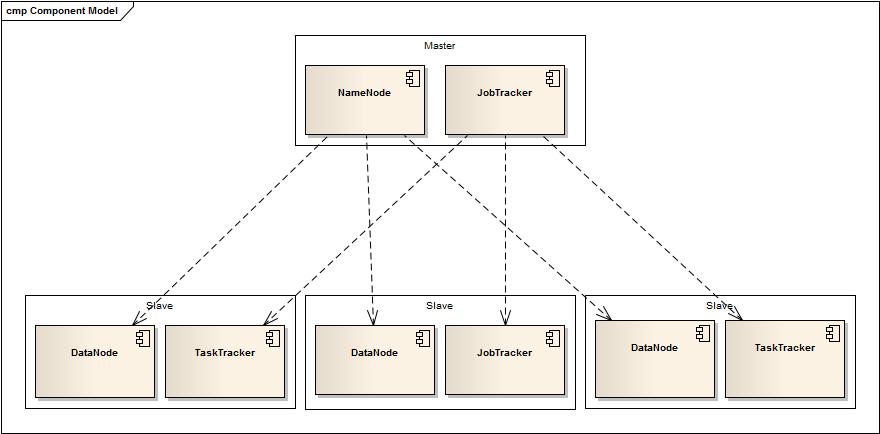 cmp Component Model
Master
NameNode
JobTracker
Slave
DataNode
TaskTracker
Slave
DataNode
JobTracker
Slave
DataNode
TaskTracker